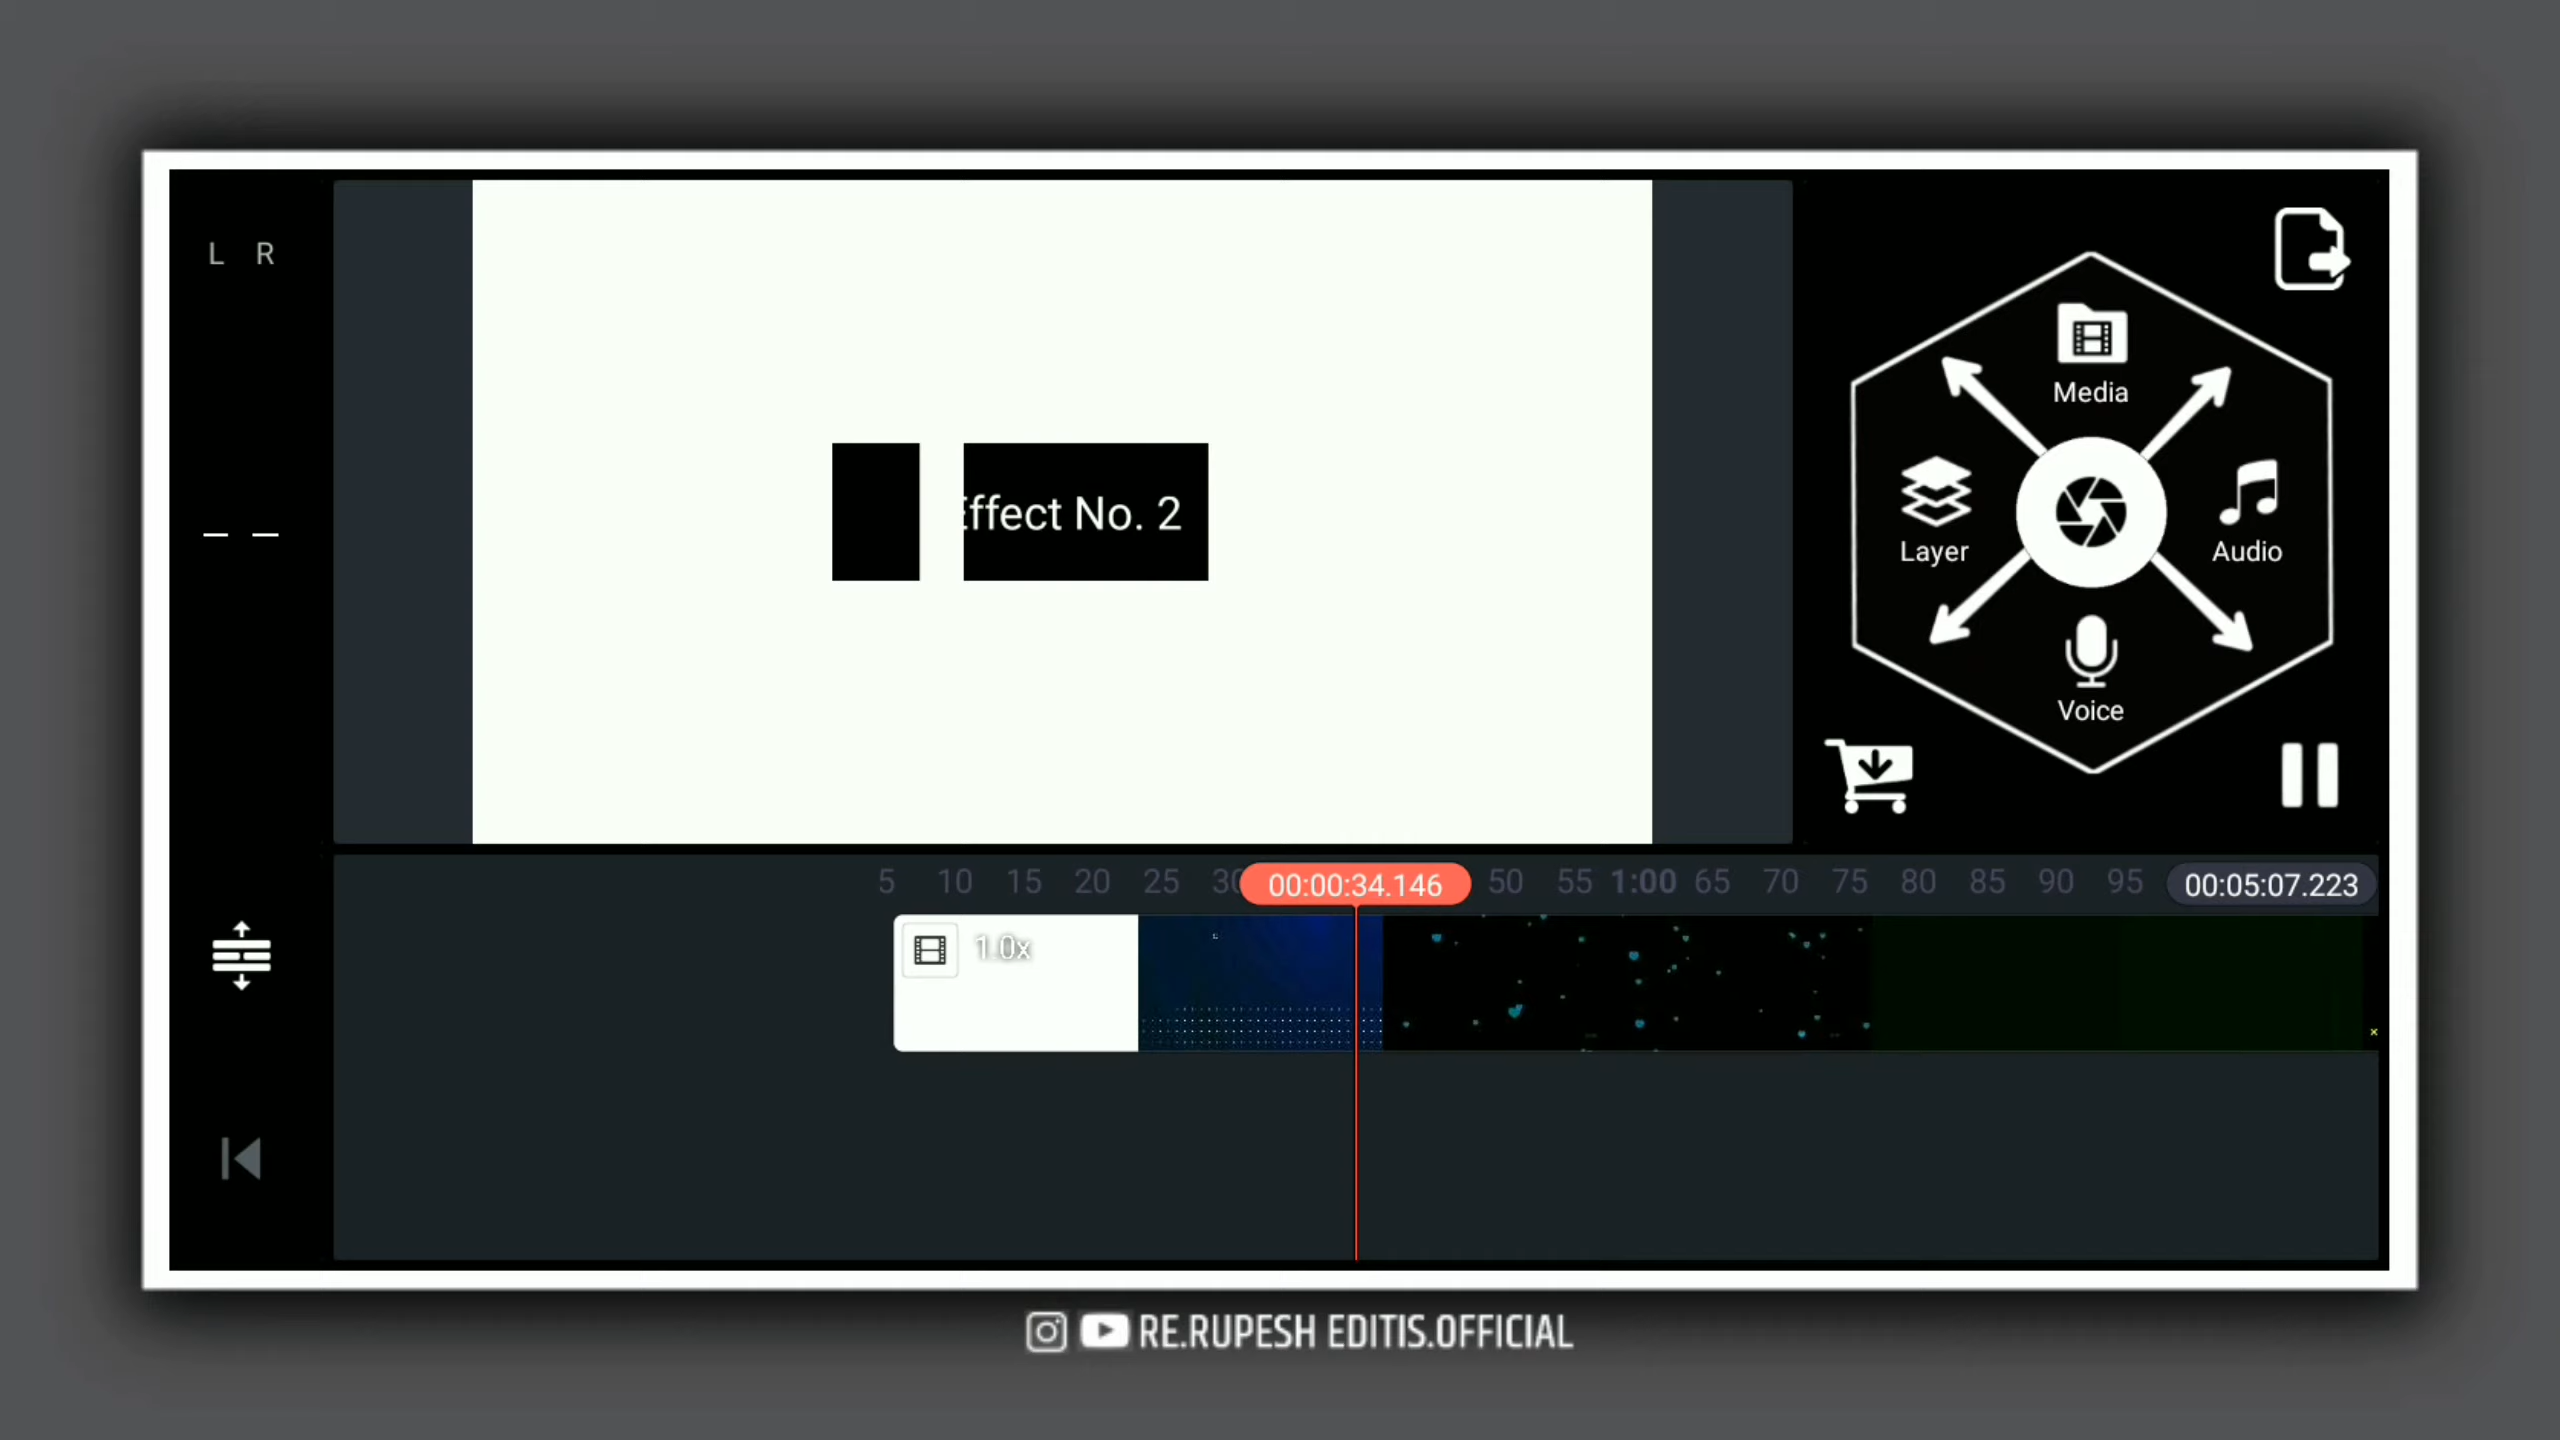 L R
Media
Layer
Audio
Voice
Effect No. 2
5 10 15 20 25 30 00:00:34.146 50 55 1:00 65 70 75 80 85 90 95 00:05:07.223
1.0x
RE.RUPESH EDITIS.OFFICIAL